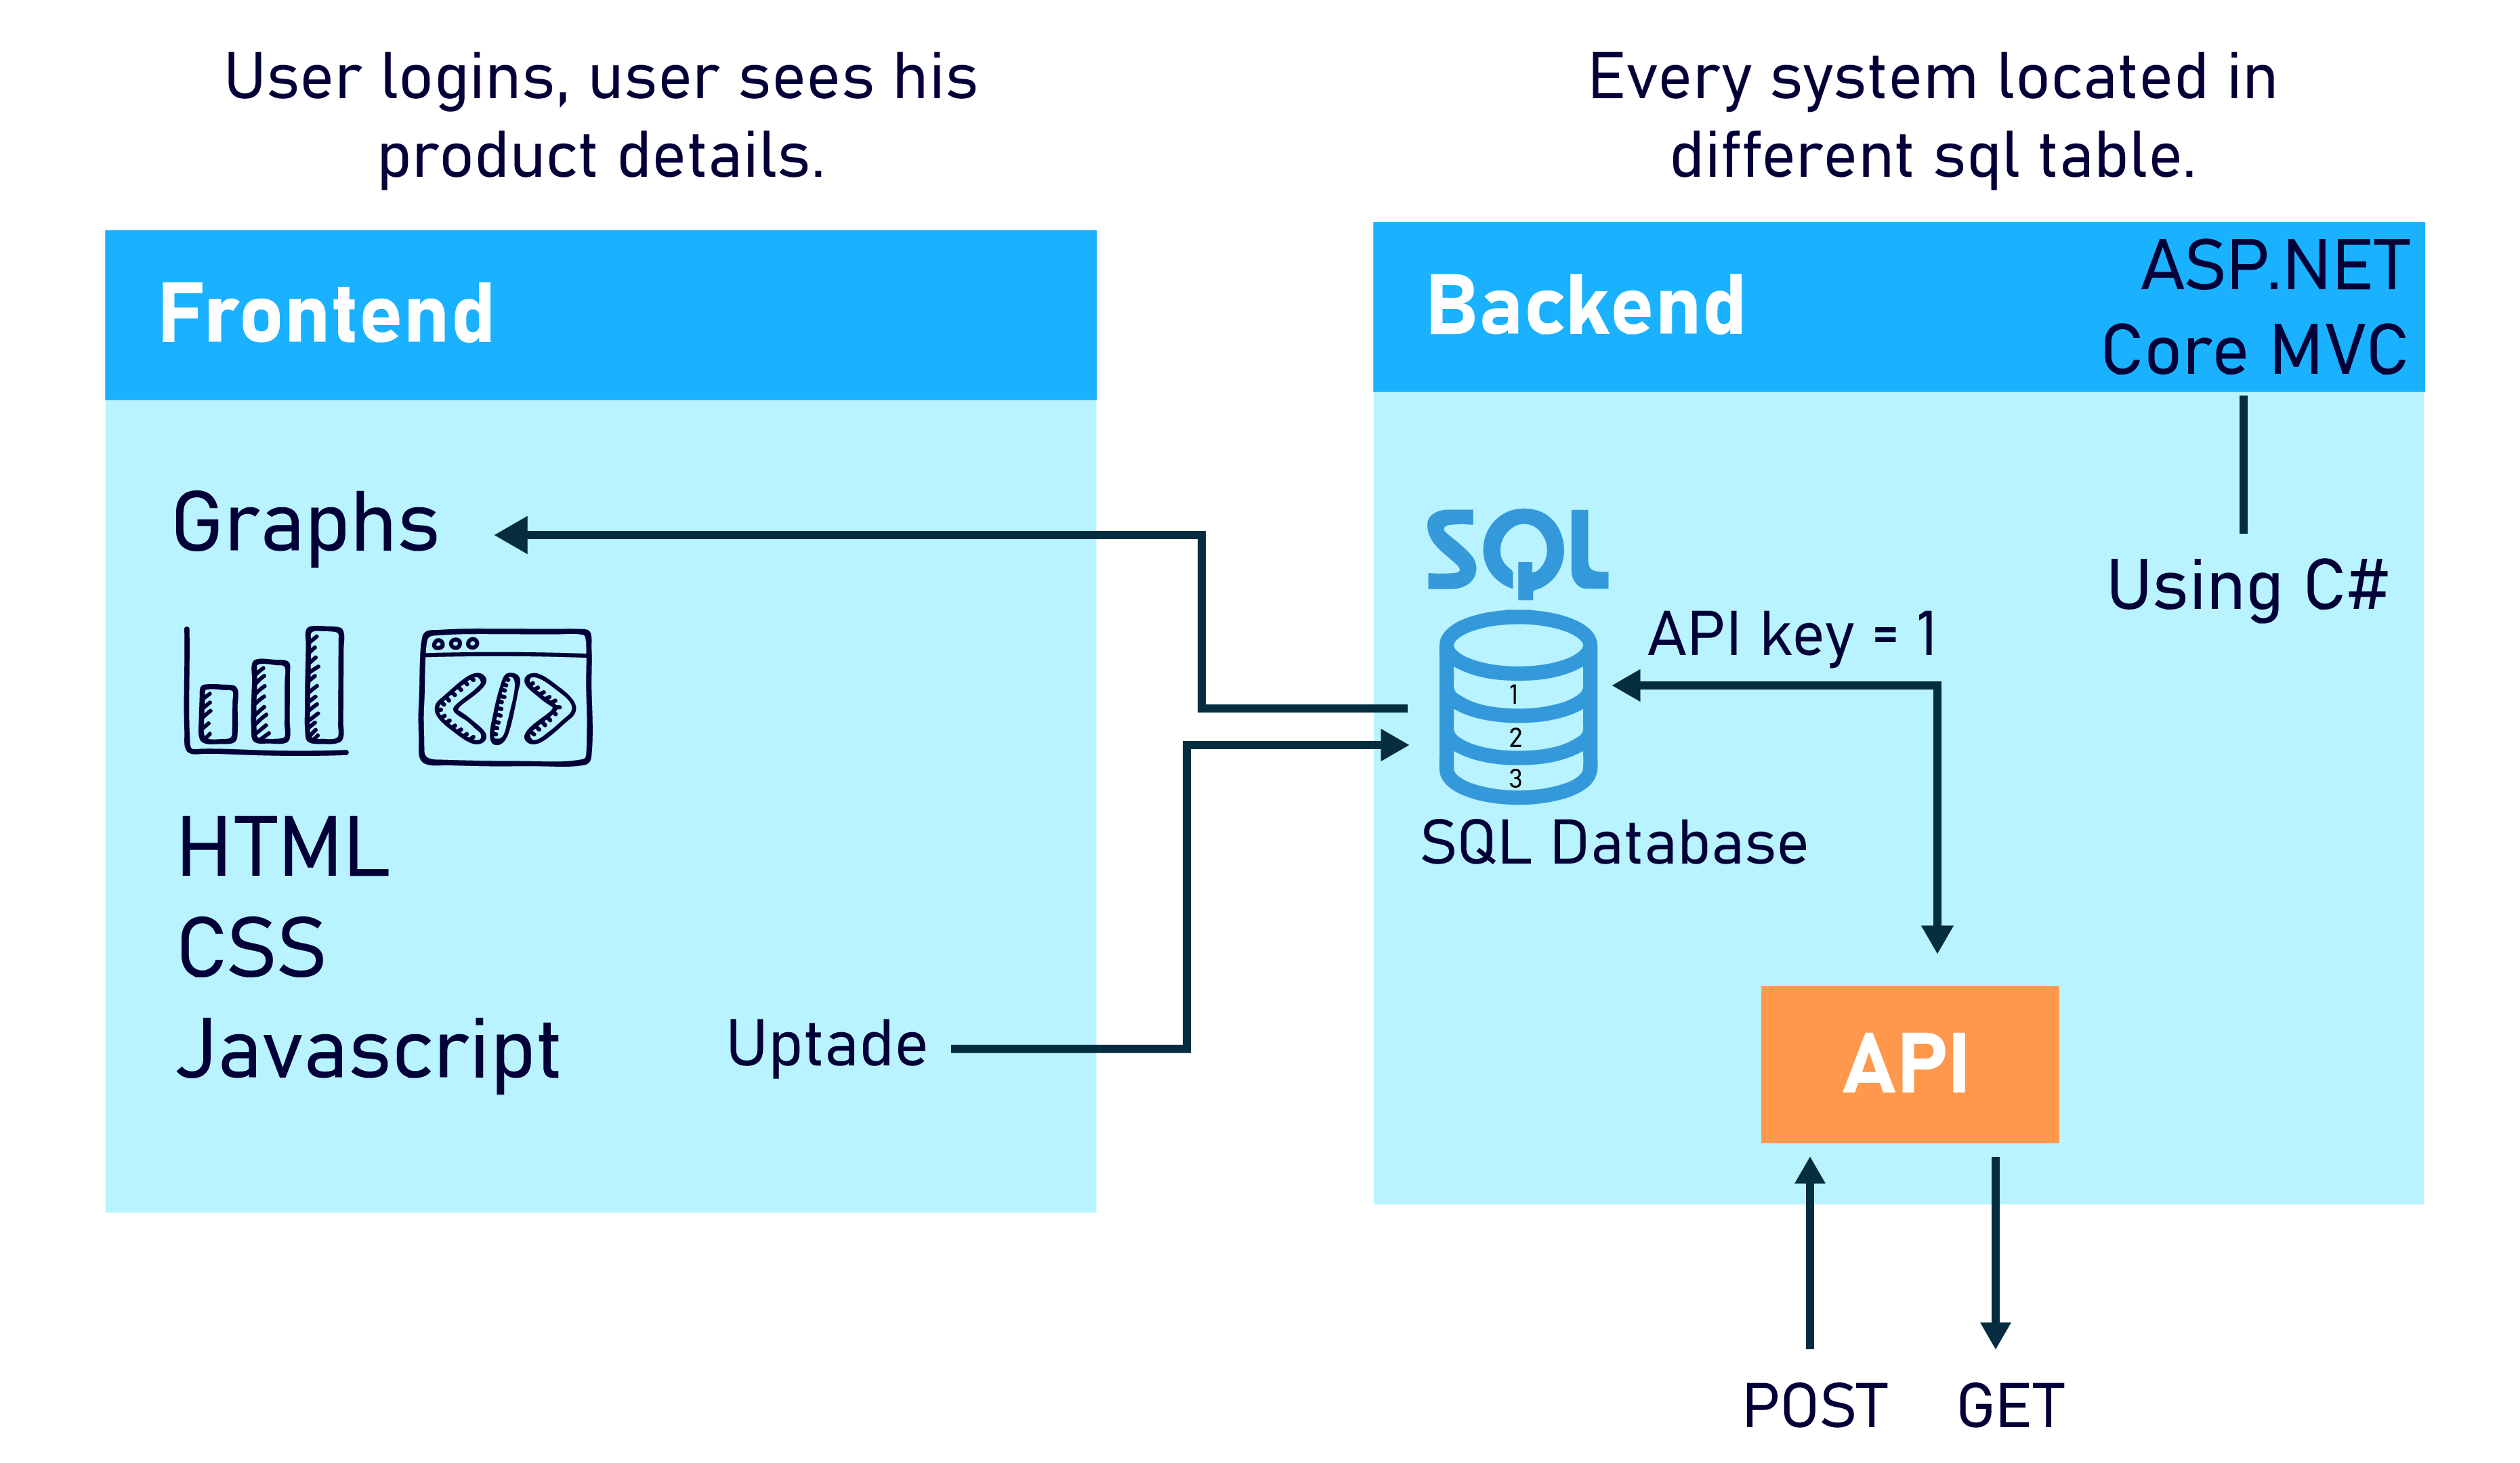 User logins, user sees his
product details.
Every system located in
different sql table.
Frontend
Backend
ASP.NET
Core MVC
Graphs
SQL
Using C#
API key = 1
1
2
3
SQL Database
HTML
CSS
Javascript
Uptade
API
POST
GET